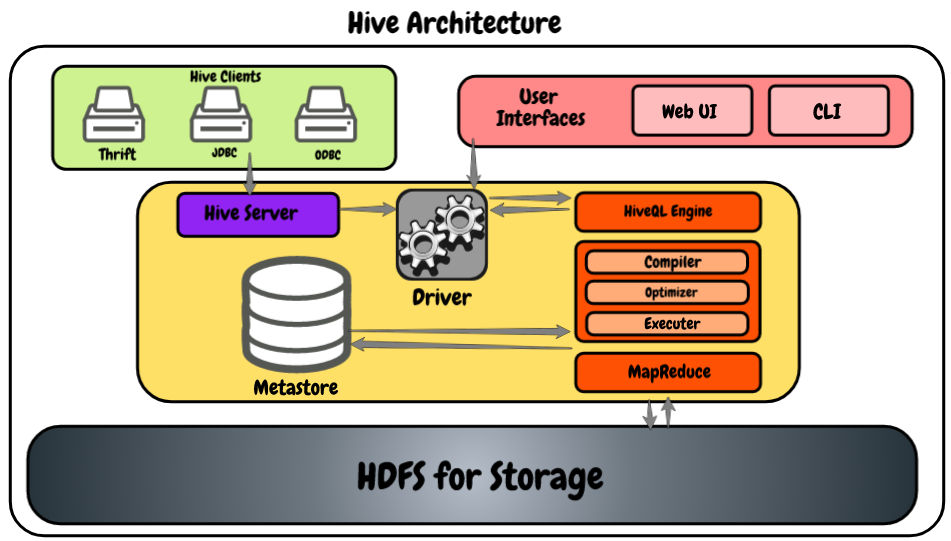 Hive Architecture
Hive Clients
Thrift
JDBC
ODBC
User
Interfaces
Web UI
CLI
Hive Server
Driver
HiveQL Engine
Compiler
Optimizer
Executer
Metastore
MapReduce
HDFS for Storage